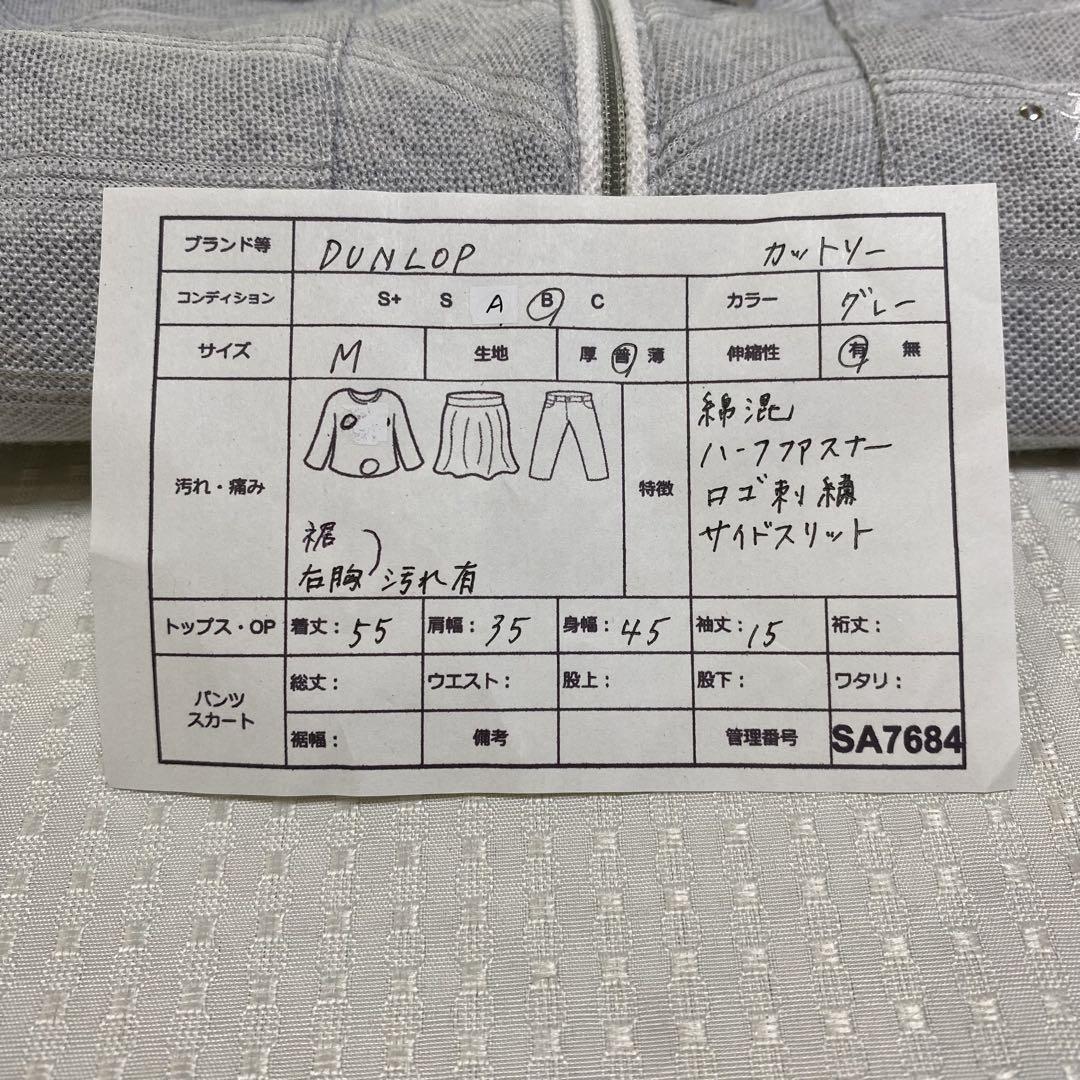 ブランド等 DUNLOP カットソー
コンディション S+ S A B C カラー グレー
サイズ M 生地 厚 普 薄 伸縮性 有 無
汚れ・痛み
裾
右胸 汚れ有
特徴
綿混
ハーフファスナー
ロゴ刺繍
サイドスリット
トップス・OP 着丈: 55 肩幅: 35 身幅: 45 袖丈: 15 裄丈:
パンツ
スカート
総丈: ウエスト: 股上: 股下: ワタリ:
裾幅: 備考 管理番号 SA7684